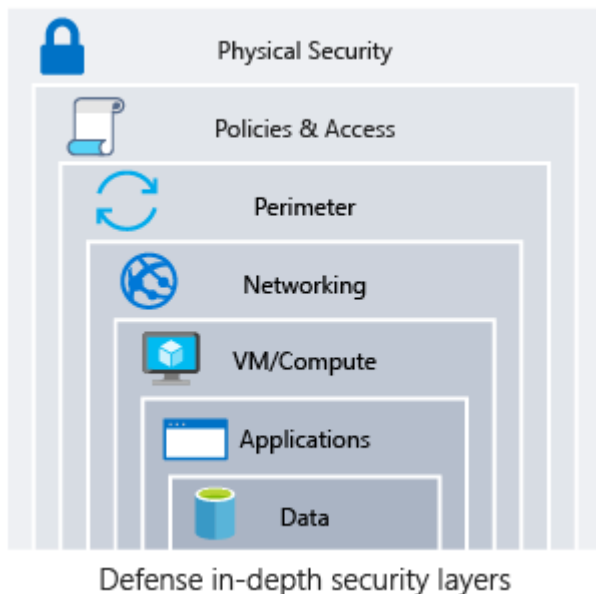 Physical Security
Policies & Access
Perimeter
Networking
VM/Compute
Applications
Data
Defense in-depth security layers